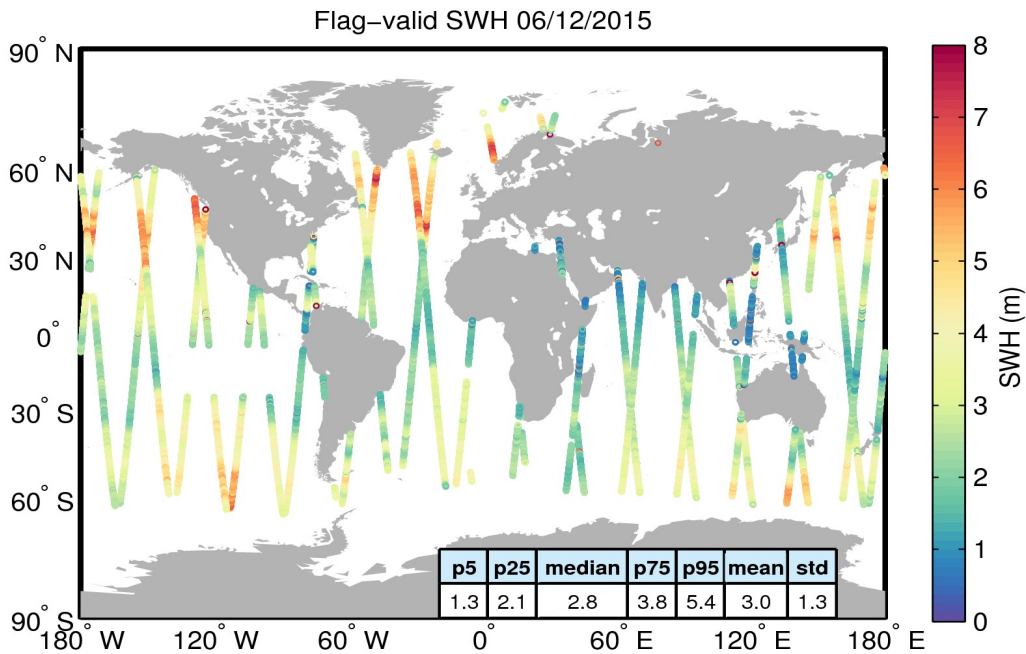 Flag−valid SWH 06/12/2015
90° N
60° N
30° N
0°
30° S
60° S
90° S
180° W
120° W
60° W
0°
60° E
120° E
180° E
8
7
6
5
4
3
2
1
0
SWH (m)
p5 p25 median p75 p95 mean std
1.3 2.1 2.8 3.8 5.4 3.0 1.3